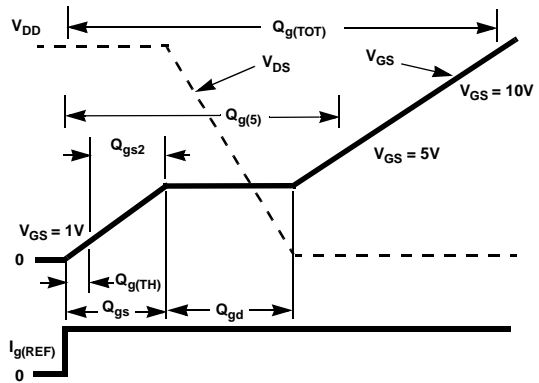 V_DD
Q_g(TOT)
V_DS
V_GS
V_GS = 10V
Q_g(5)
Q_gs2
V_GS = 5V
V_GS = 1V
0
Q_g(TH)
Q_gs
Q_gd
I_g(REF)
0